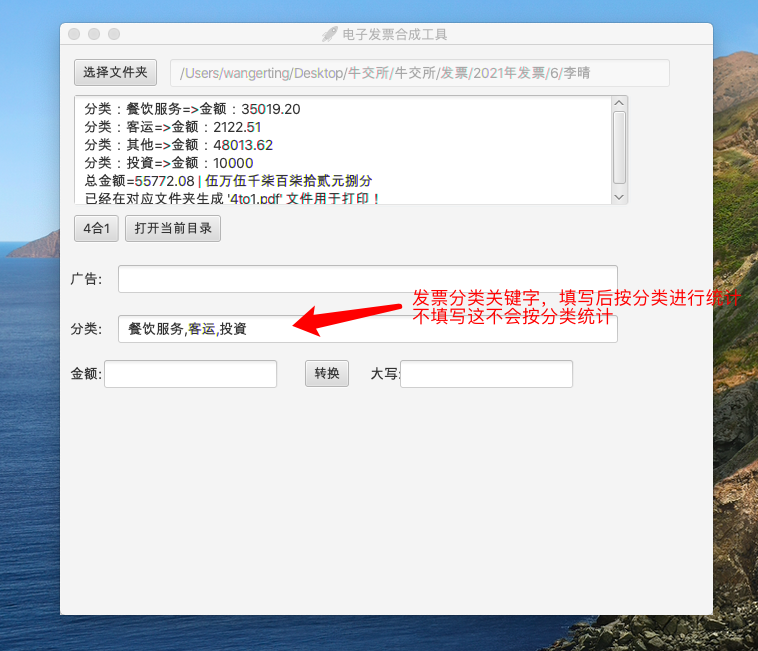 电子发票合成工具
选择文件夹
/Users/wangerting/Desktop/牛交所/牛交所/发票/2021年发票/6/李晴
分类：餐饮服务=>金额：35019.20
分类：客运=>金额：2122.51
分类：其他=>金额：48013.62
分类：投資=>金额：10000
总金额=55772.08 | 伍万伍千柒百柒拾贰元捌分
已经在对应文件夹生成 '4to1.pdf' 文件用于打印！
4合1 打开当前目录
广告:
发票分类关键字，填写后按分类进行统计
不填写这不会按分类统计
分类: 餐饮服务,客运,投資
金额: 转换 大写: